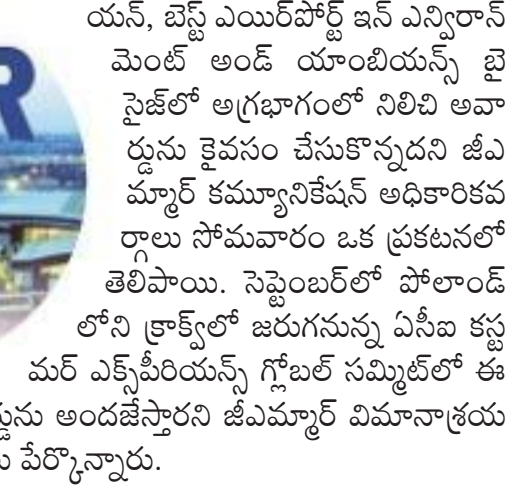 యన్, బెస్ట్ ఎయిర్‌పోర్ట్ ఇన్ ఎన్విరాన్
మెంట్ అండ్ యాంబియన్స్ బై
సైజ్‌లో అగ్రభాగంలో నిలిచి అవా
ర్డును కైవసం చేసుకొన్నదని జీఎ
మ్మార్ కమ్యూనికేషన్ అధికారికవ
ర్గాలు సోమవారం ఒక ప్రకటనలో
తెలిపాయి. సెప్టెంబర్‌లో పోలాండ్
లోని క్రాక్వ్‌లో జరుగనున్న ఏసీఐ కస్ట
మర్ ఎక్స్‌పీరియన్స్ గ్లోబల్ సమ్మిట్‌లో ఈ
అందజేస్తారని జీఎమ్మార్ విమానాశ్రయ
పేర్కొన్నారు.
R